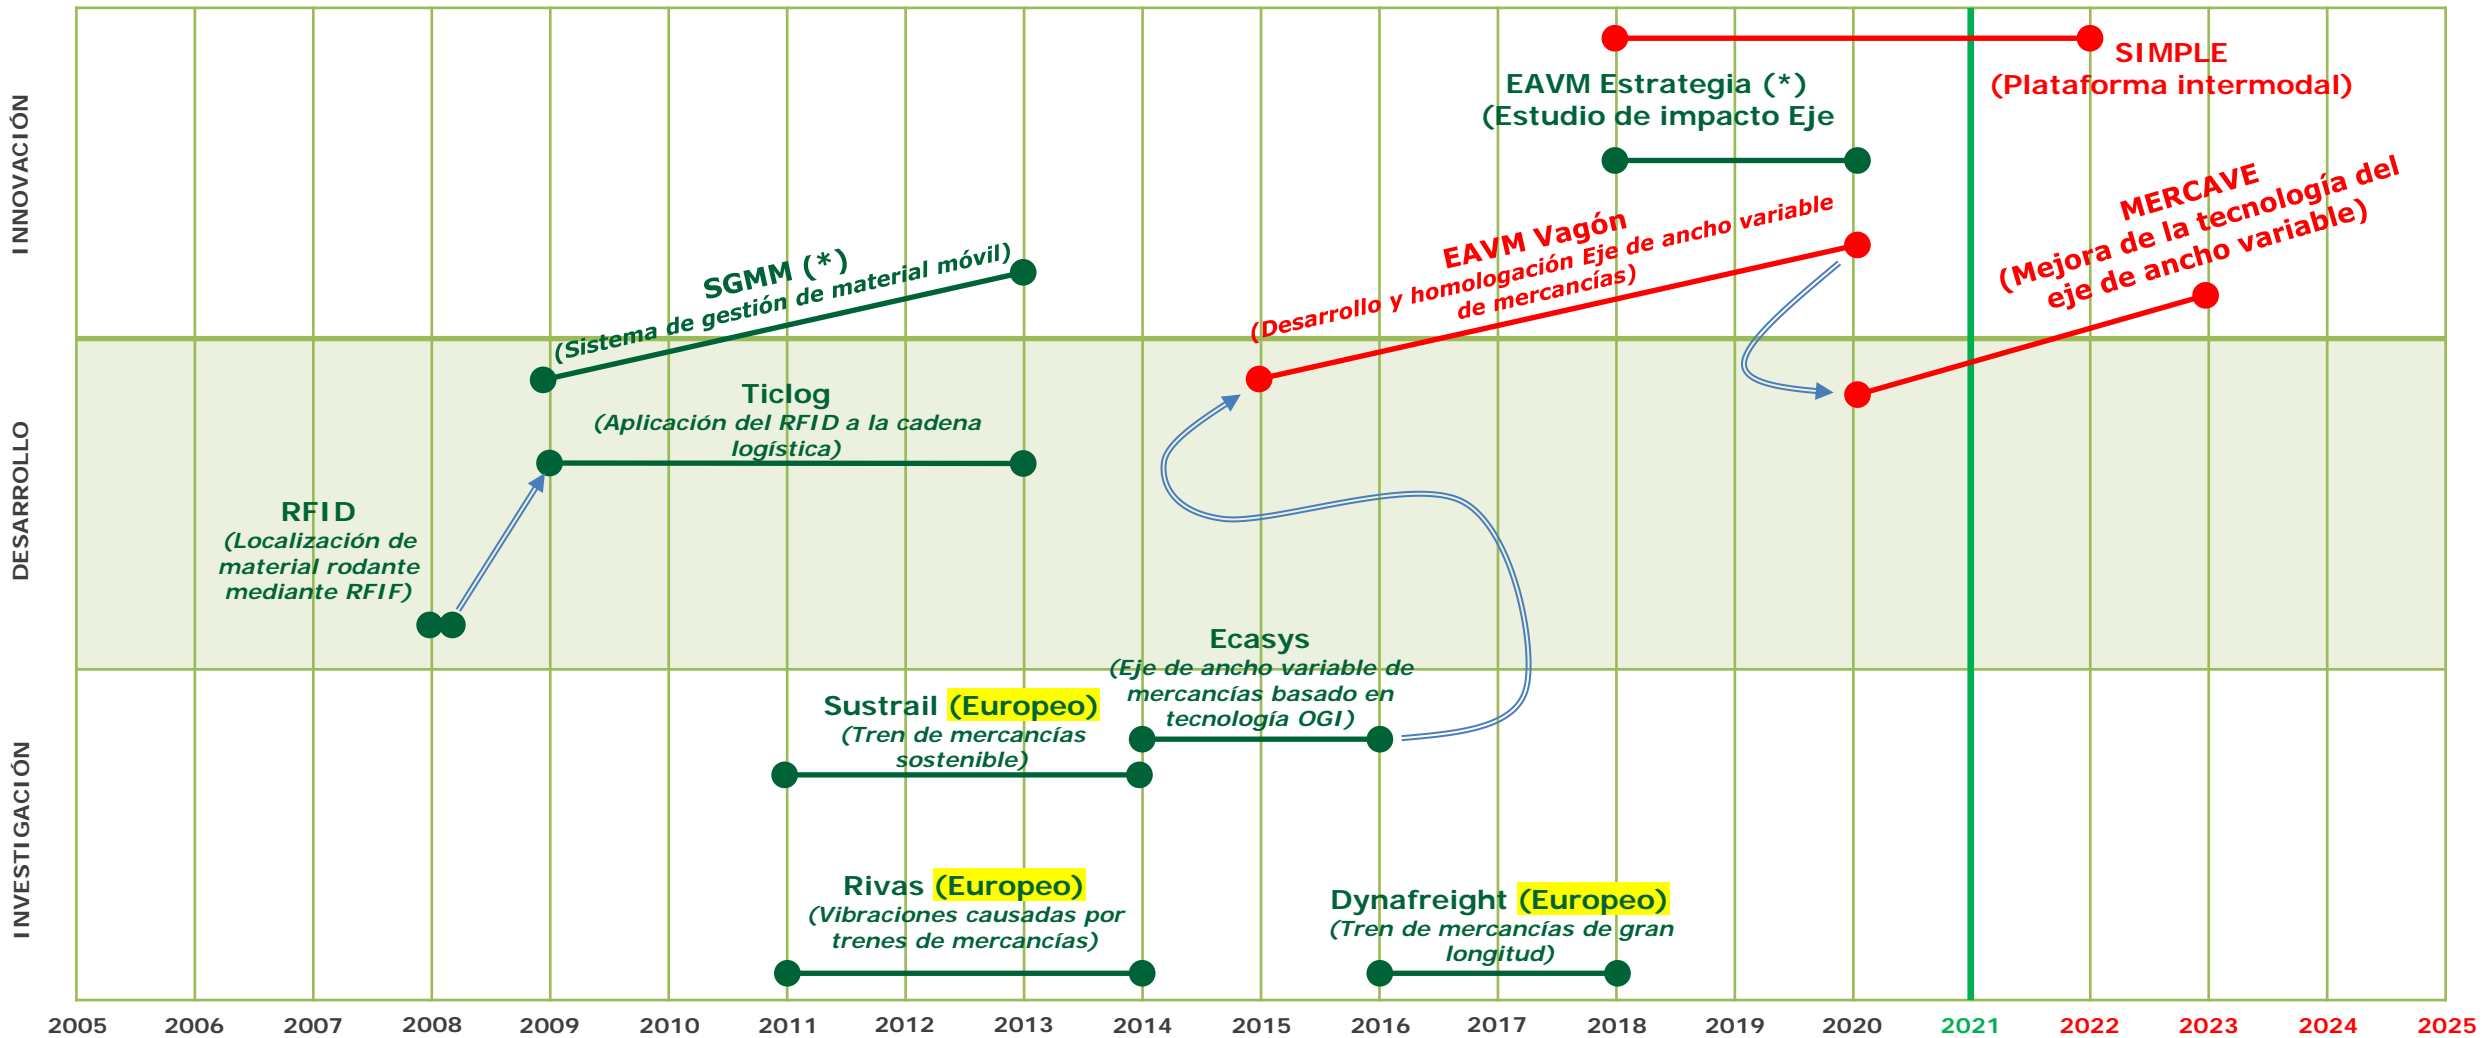 INNOVACIÓN
SIMPLE
(Plataforma intermodal)
EAVM Estrategia (*)
(Estudio de impacto Eje
MERCAVE
(Mejora de la tecnología del
eje de ancho variable)
EAVM Vagón
(Desarrollo y homologación Eje de ancho variable
de mercancías)
SGMM (*)
(Sistema de gestión de material móvil)
DESARROLLO
Ticlog
(Aplicación del RFID a la cadena
logística)
RFID
(Localización de
material rodante
mediante RFIF)
Ecasys
(Eje de ancho variable de
mercancías basado en
tecnología OGI)
INVESTIGACIÓN
Sustrail (Europeo)
(Tren de mercancías
sostenible)
Rivas (Europeo)
(Vibraciones causadas por
trenes de mercancías)
Dynafreight (Europeo)
(Tren de mercancías de gran
longitud)
2005 2006 2007 2008 2009 2010 2011 2012 2013 2014 2015 2016 2017 2018 2019 2020 2021 2022 2023 2024 2025